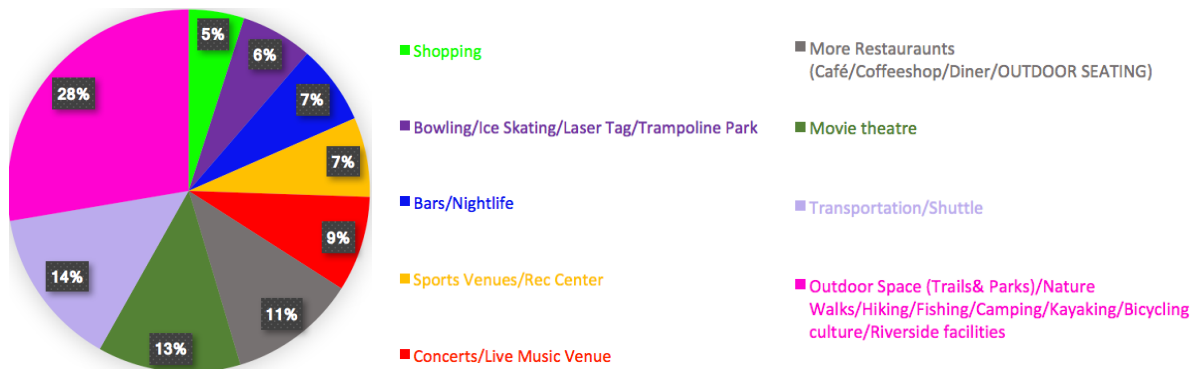 5%
6%
7%
7%
9%
11%
13%
14%
28%
Shopping
Bowling/Ice Skating/Laser Tag/Trampoline Park
Bars/Nightlife
Sports Venues/Rec Center
Concerts/Live Music Venue
More Restauraunts
(Café/Coffeeshop/Diner/OUTDOOR SEATING)
Movie theatre
Transportation/Shuttle
Outdoor Space (Trails& Parks)/Nature
Walks/Hiking/Fishing/Camping/Kayaking/Bicycling
culture/Riverside facilities